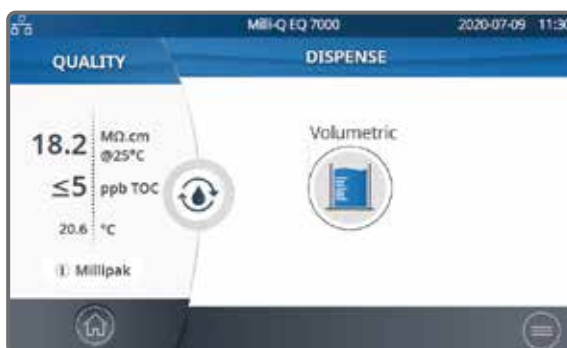 Milli-Q EQ 7000
2020-07-09 11:30
QUALITY
DISPENSE
18.2 MΩ.cm @25°C
≤5 ppb TOC
20.6 °C
① Millipak
Volumetric